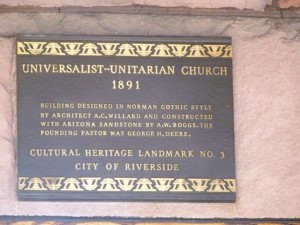 UNIVERSALIST-UNITARIAN CHURCH
1891
BUILDING DESIGNED IN NORMAN GOTHIC STYLE
BY ARCHITECT A.C. WILLARD AND CONSTRUCTED
WITH ARIZONA SANDSTONE BY A.W. BOGGS. THE
FOUNDING PASTOR WAS GEORGE H. DEERE.
CULTURAL HERITAGE LANDMARK NO. 3
CITY OF RIVERSIDE